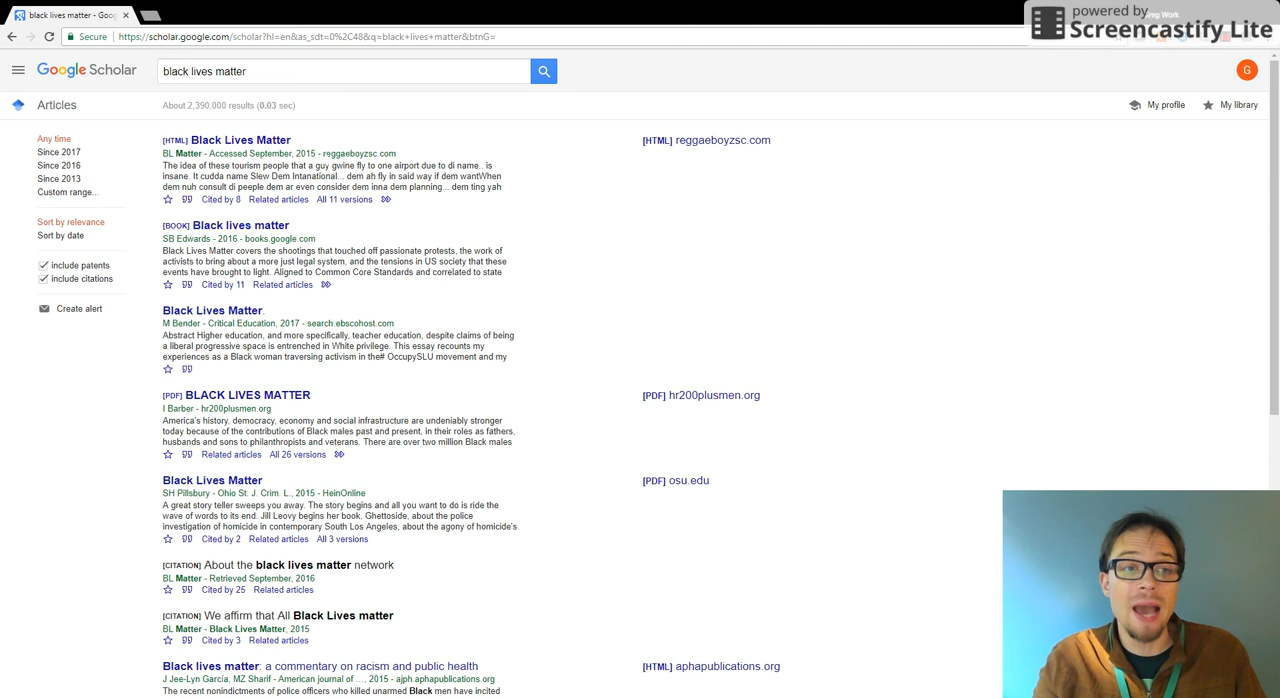 black lives matter - Goo
powered by
Greg Work
Screencastify Lite
Secure
https://scholar.google.com/scholar?hl=en&as_sdt=0%2C48&q=black+lives+matter&btnG=
Google Scholar
black lives matter
G
Articles
About 2,390,000 results (0.03 sec)
My profile
My library
Any time
Since 2017
Since 2016
Since 2013
Custom range...
Sort by relevance
Sort by date
include patents
include citations
Create alert
[HTML] Black Lives Matter
[HTML] reggaeboyzsc.com
BL Matter - Accessed September, 2015 - reggaeboyzsc.com
The idea of these tourism people that a guy gwine fly to one airport due to di name.. is
insane. It cudda name Slew Dem Intanational... dem ah fly in said way if dem wantWhen
dem nuh consult di peeple dem ar even consider dem inna dem planning... dem ting yah
Cited by 8 Related articles All 11 versions
[BOOK] Black lives matter
SB Edwards - 2016 - books.google.com
Black Lives Matter covers the shootings that touched off passionate protests, the work of
activists to bring about a more just legal system, and the tensions in US society that these
events have brought to light. Aligned to Common Core Standards and correlated to state
Cited by 11 Related articles
Black Lives Matter.
M Bender - Critical Education, 2017 - search.ebscohost.com
Abstract Higher education, and more specifically, teacher education, despite claims of being
a liberal progressive space is entrenched in White privilege. This essay recounts my
experiences as a Black woman traversing activism in the# OccupySLU movement and my
[PDF] BLACK LIVES MATTER
[PDF] hr200plusmen.org
I Barber - hr200plusmen.org
America's history, democracy, economy and social infrastructure are undeniably stronger
today because of the contributions of Black males past and present, in their roles as fathers,
husbands and sons to philanthropists and veterans. There are over two million Black males
Related articles All 26 versions
Black Lives Matter
[PDF] osu.edu
SH Pillsbury - Ohio St. J. Crim. L., 2015 - HeinOnline
A great story teller sweeps you away. The story begins and all you want to do is ride the
wave of words to its end. Jill Leovy begins her book, Ghettoside, about the police
investigation of homicide in contemporary South Los Angeles, about the agony of homicide's
Cited by 2 Related articles All 3 versions
[CITATION] About the black lives matter network
BL Matter - Retrieved September, 2016
Cited by 25 Related articles
[CITATION] We affirm that All Black Lives matter
BL Matter - Black Lives Matter, 2015
Cited by 3 Related articles
Black lives matter: a commentary on racism and public health
[HTML] aphapublications.org
J Jee-Lyn García, MZ Sharif - American journal of ..., 2015 - ajph.aphapublications.org
The recent nonindictments of police officers who killed unarmed Black men have incited